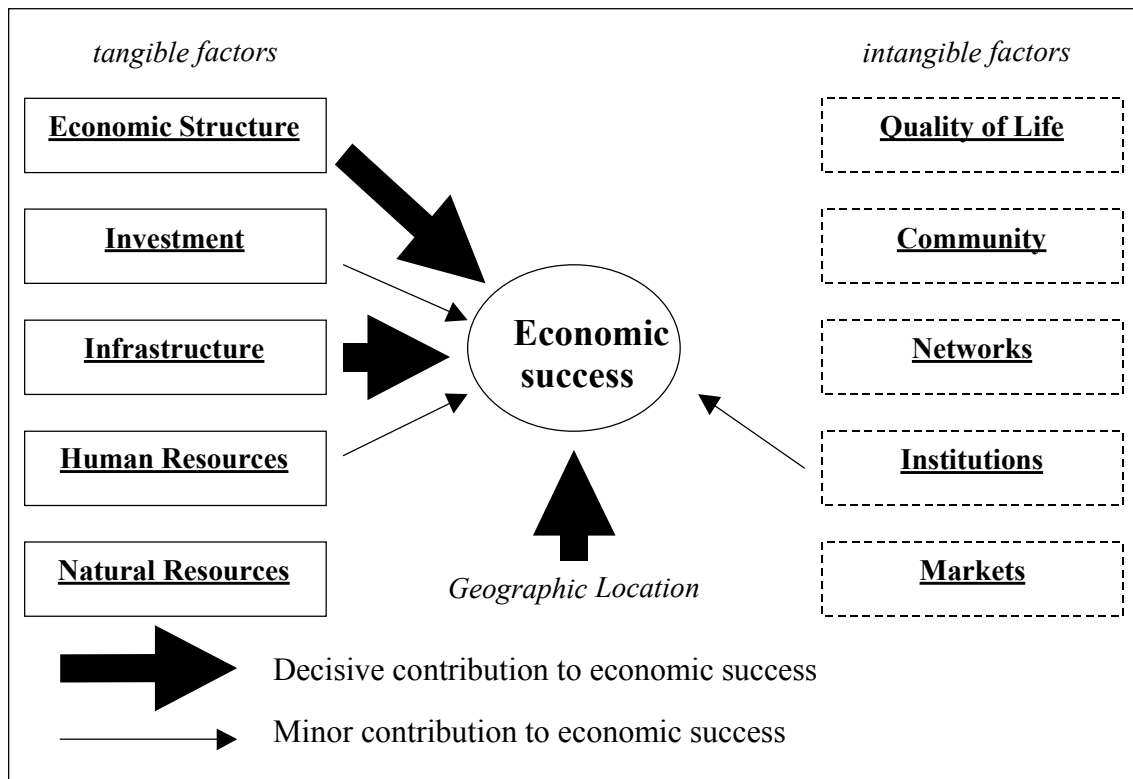 tangible factors
intangible factors
Economic Structure
Quality of Life
Investment
Community
Infrastructure
Economic
success
Networks
Human Resources
Institutions
Natural Resources
Geographic Location
Markets
Decisive contribution to economic success
Minor contribution to economic success